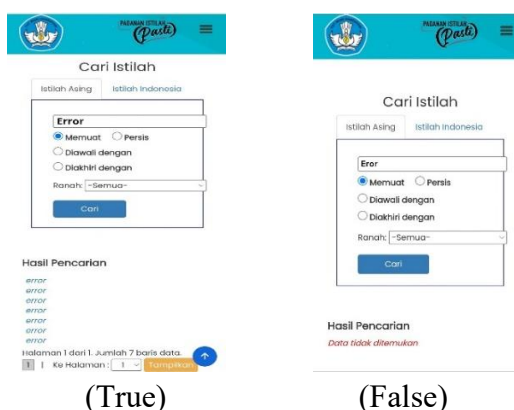 PADANAN ISTILAH
Pasti
Cari Istilah
Istilah Asing Istilah Indonesia
Error
Memuat Persis
Diawali dengan
Diakhiri dengan
Ranah: -Semua-
Cari
Hasil Pencarian
error
error
error
error
error
error
error
Halaman 1 dari 1. Jumlah 7 baris data.
1 | Ke Halaman : 1 Tampilkan
(True)
PADANAN ISTILAH
Pasti
Cari Istilah
Istilah Asing Istilah Indonesia
Eror
Memuat Persis
Diawali dengan
Diakhiri dengan
Ranah: -Semua-
Cari
Hasil Pencarian
Data tidak ditemukan
(False)